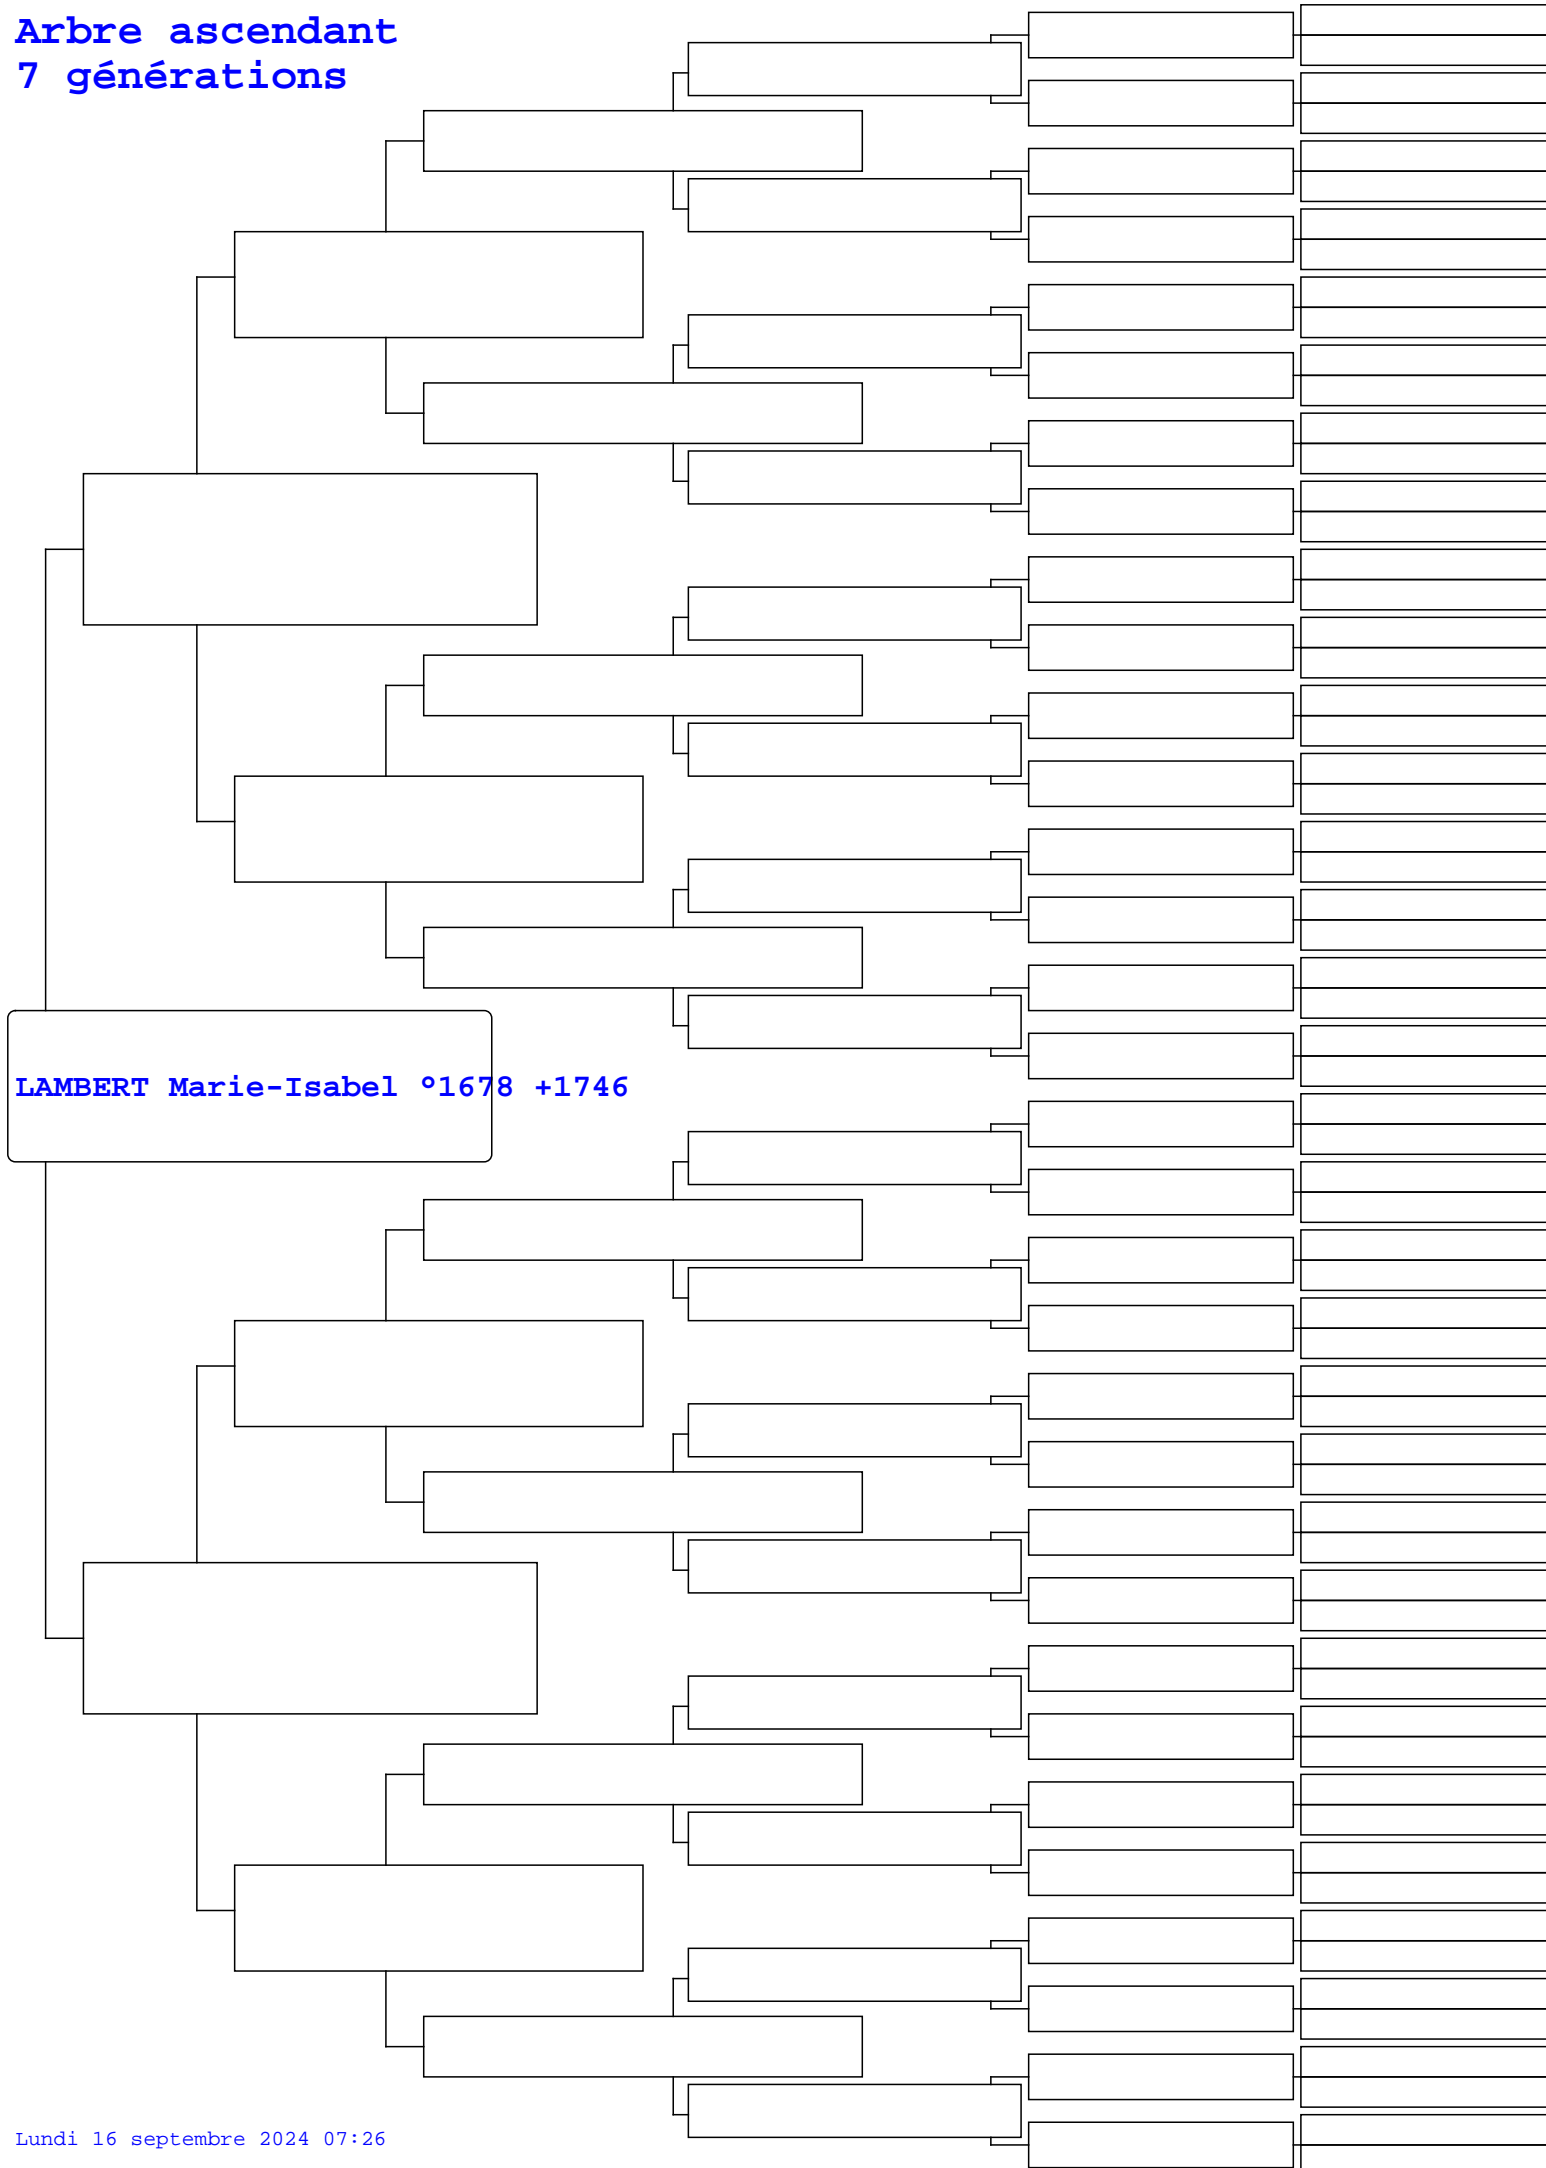 Arbre ascendant
7 générations
LAMBERT Marie-Isabel °1678 +1746
Lundi 16 septembre 2024 07:26